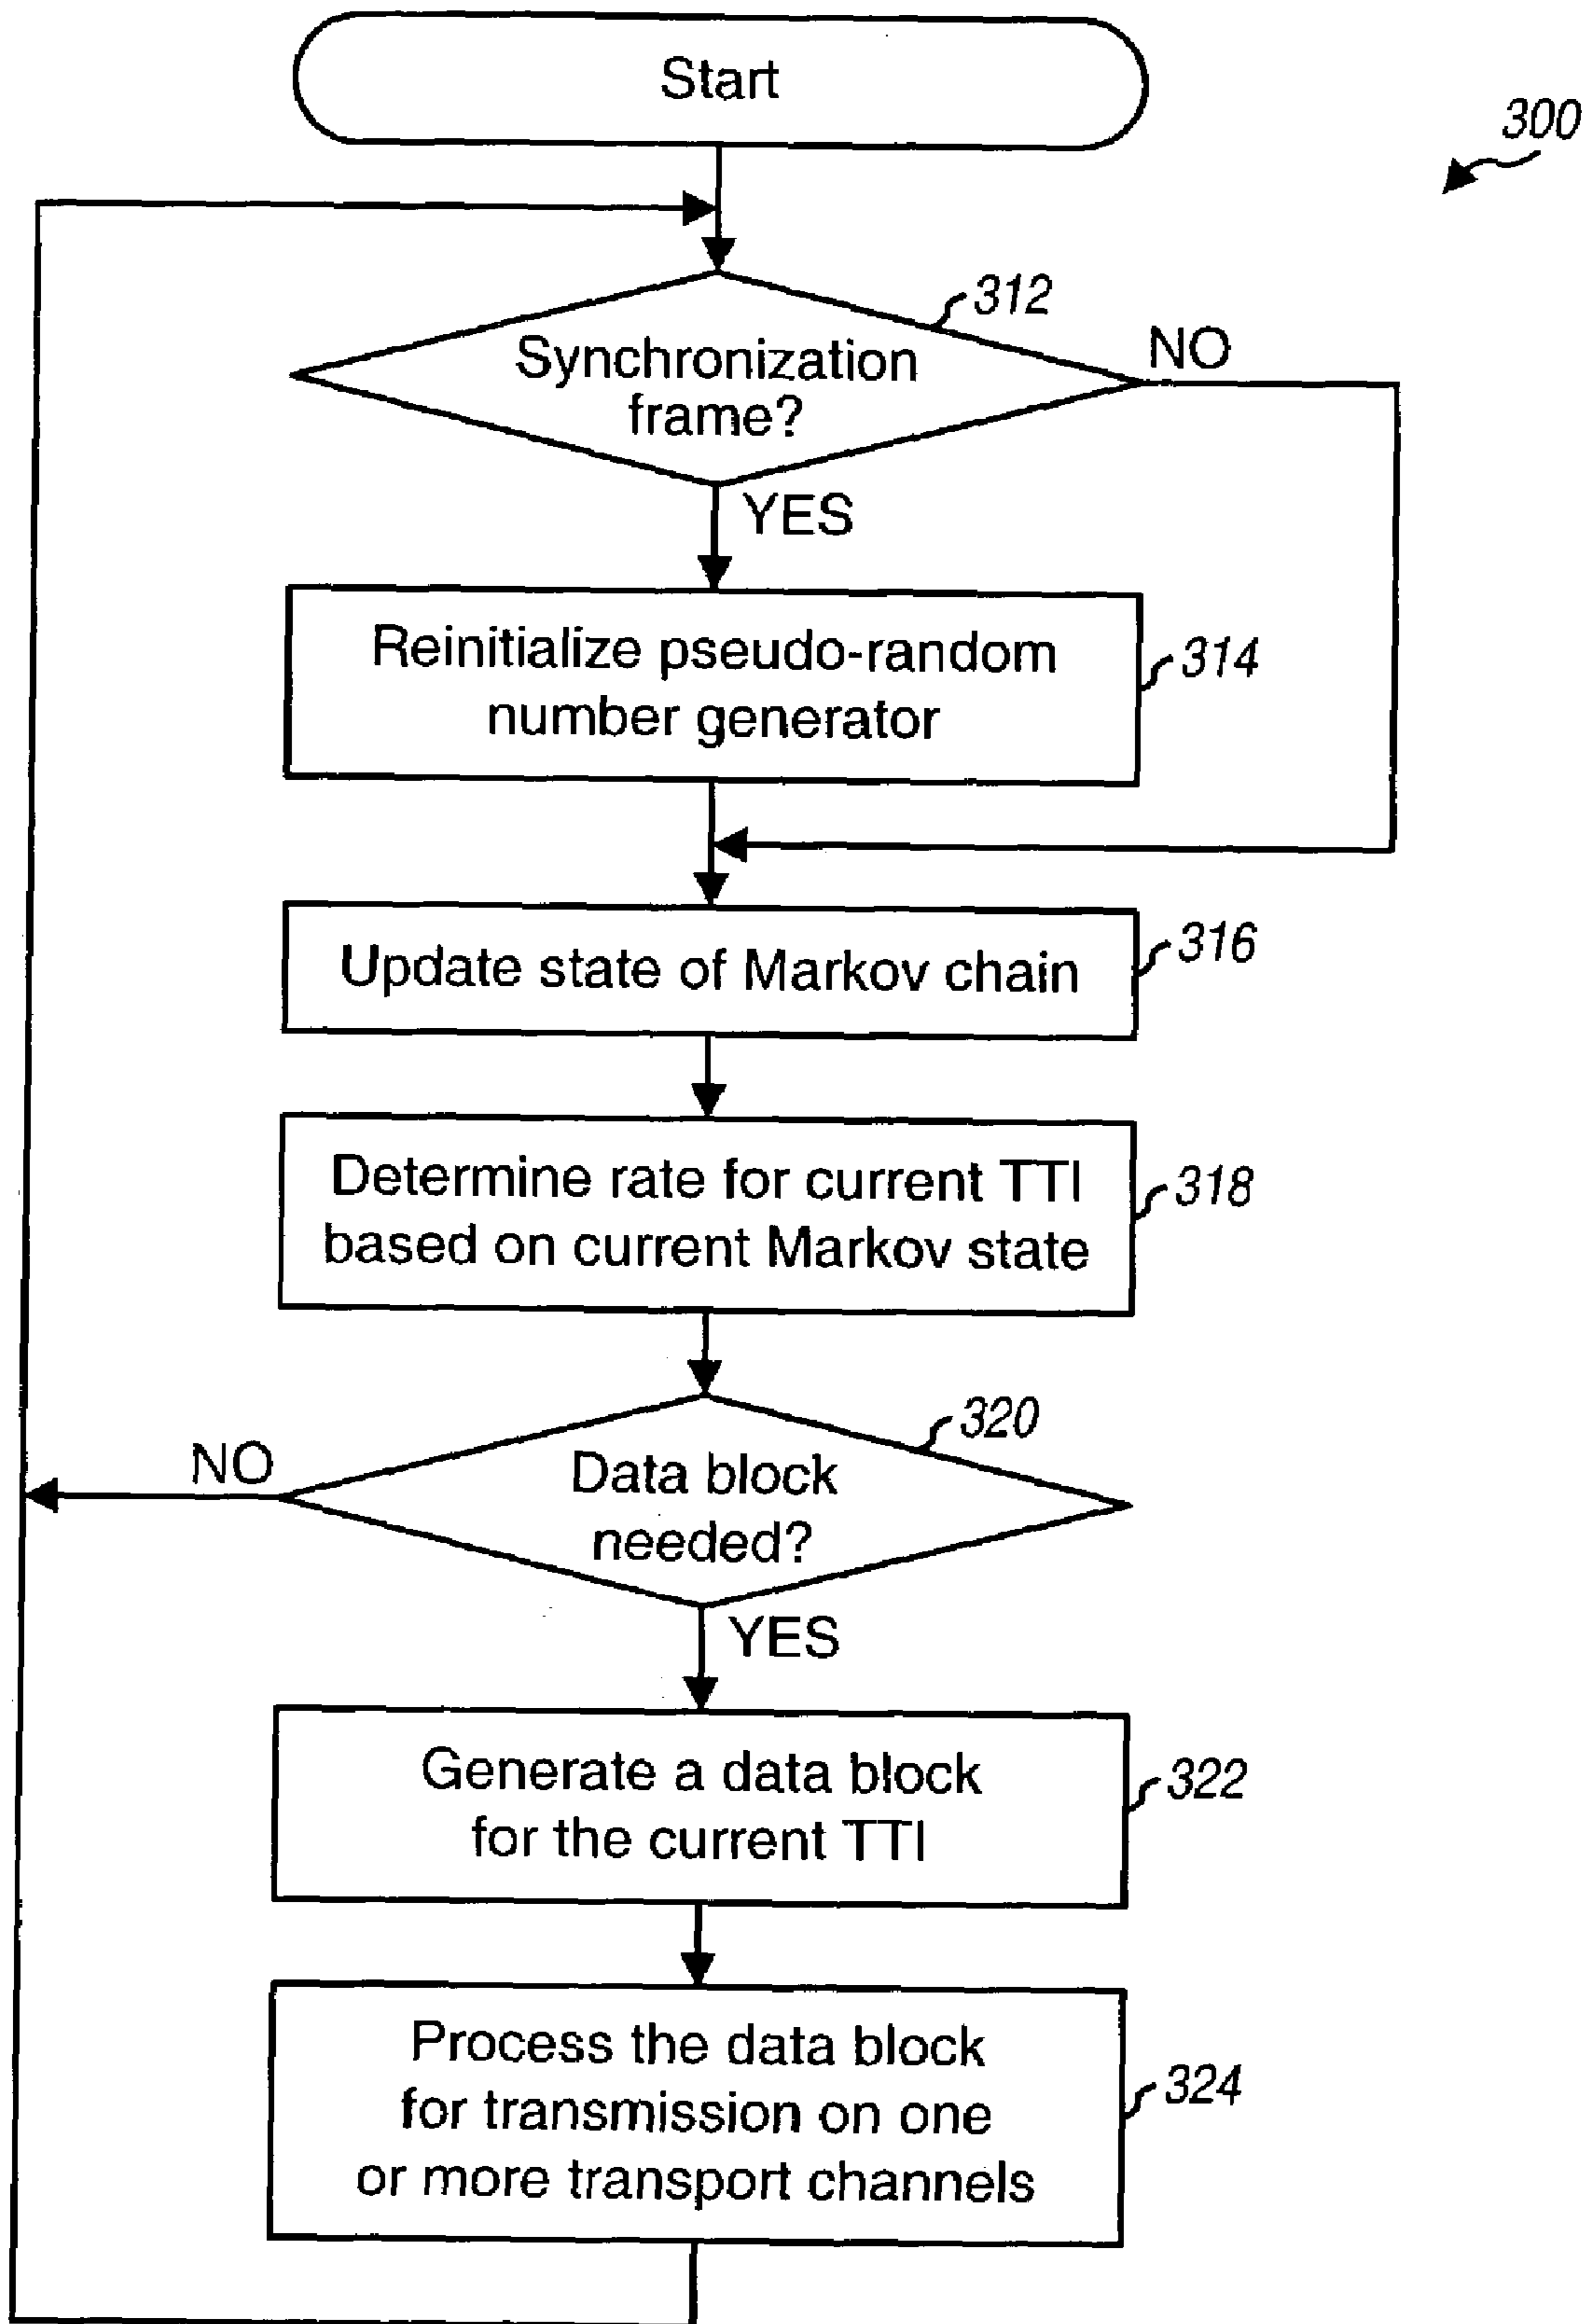 Start
300
312
Synchronization
frame?
NO
YES
Reinitialize pseudo-random
number generator
314
Update state of Markov chain
316
Determine rate for current TTI
based on current Markov state
318
320
NO
Data block
needed?
YES
Generate a data block
for the current TTI
322
Process the data block
for transmission on one
or more transport channels
324